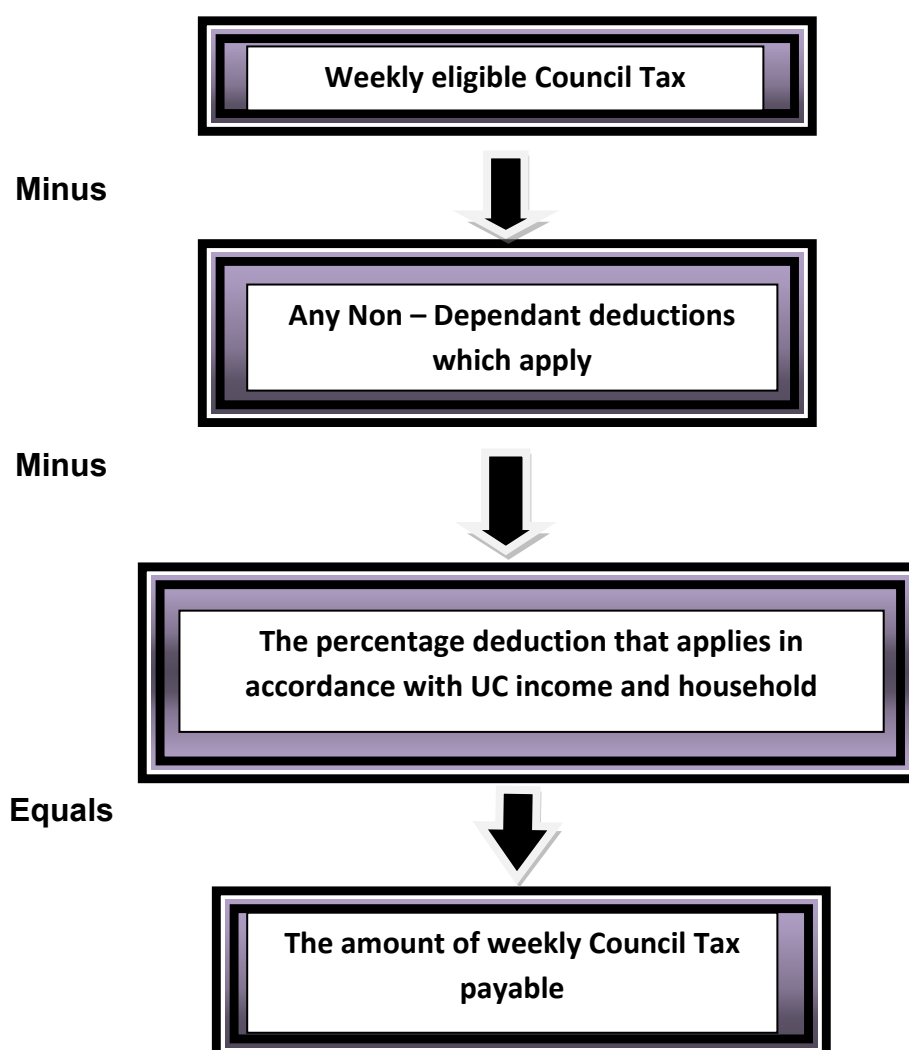 Weekly eligible Council Tax
Minus
Any Non – Dependant deductions
which apply
Minus
The percentage deduction that applies in
accordance with UC income and household
Equals
The amount of weekly Council Tax
payable